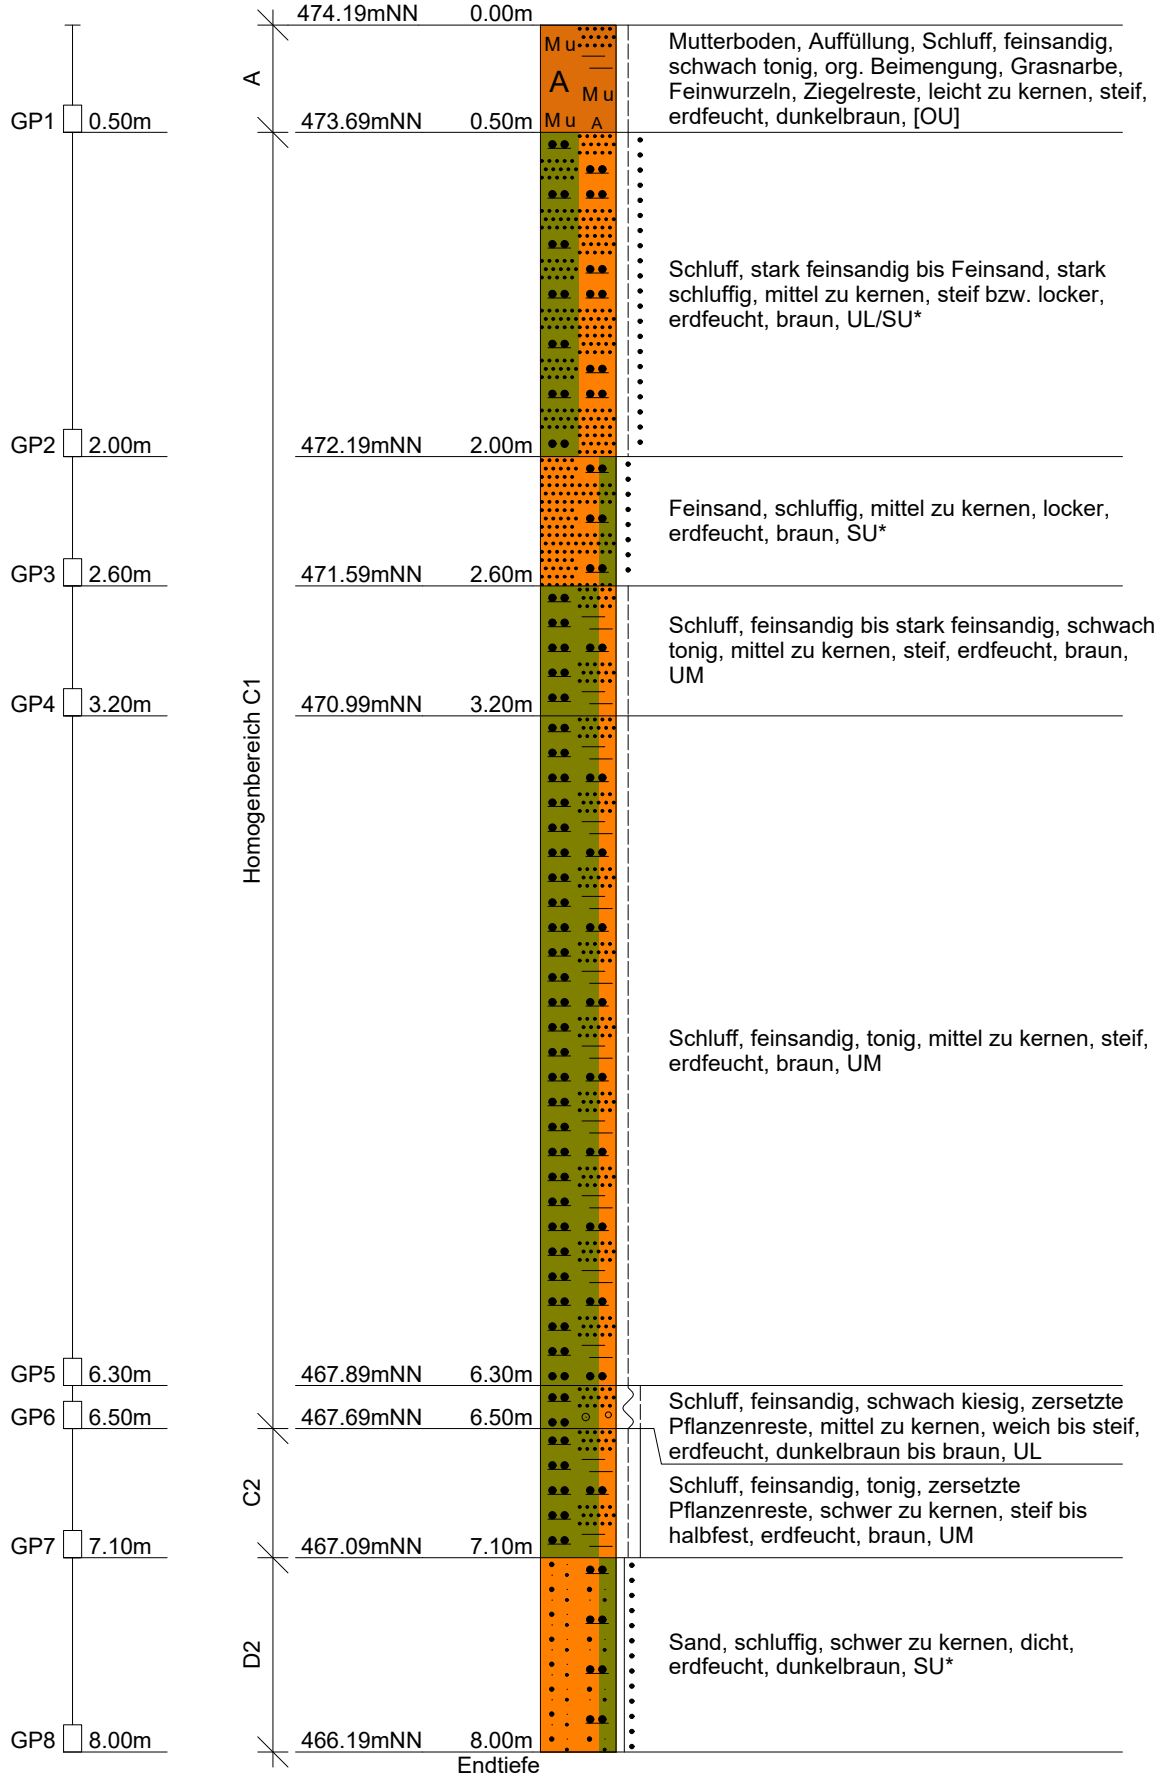 474.19mNN 0.00m
Mu
A
Mu
Mu A
Mutterboden, Auffüllung, Schluff, feinsandig,
schwach tonig, org. Beimengung, Grasnarbe,
Feinwurzeln, Ziegelreste, leicht zu kernen, steif,
erdfeucht, dunkelbraun, [OU]
A
GP1 0.50m 473.69mNN 0.50m
Schluff, stark feinsandig bis Feinsand, stark
schluffig, mittel zu kernen, steif bzw. locker,
erdfeucht, braun, UL/SU*
GP2 2.00m 472.19mNN 2.00m
Feinsand, schluffig, mittel zu kernen, locker,
erdfeucht, braun, SU*
GP3 2.60m 471.59mNN 2.60m
Schluff, feinsandig bis stark feinsandig, schwach
tonig, mittel zu kernen, steif, erdfeucht, braun,
UM
GP4 3.20m 470.99mNN 3.20m
Homogenbereich C1
Schluff, feinsandig, tonig, mittel zu kernen, steif,
erdfeucht, braun, UM
GP5 6.30m 467.89mNN 6.30m
Schluff, feinsandig, schwach kiesig, zersetzte
Pflanzenreste, mittel zu kernen, weich bis steif,
erdfeucht, dunkelbraun bis braun, UL
GP6 6.50m 467.69mNN 6.50m
C2
Schluff, feinsandig, tonig, zersetzte
Pflanzenreste, schwer zu kernen, steif bis
halbfest, erdfeucht, braun, UM
GP7 7.10m 467.09mNN 7.10m
D2
Sand, schluffig, schwer zu kernen, dicht,
erdfeucht, dunkelbraun, SU*
GP8 8.00m 466.19mNN 8.00m
Endtiefe